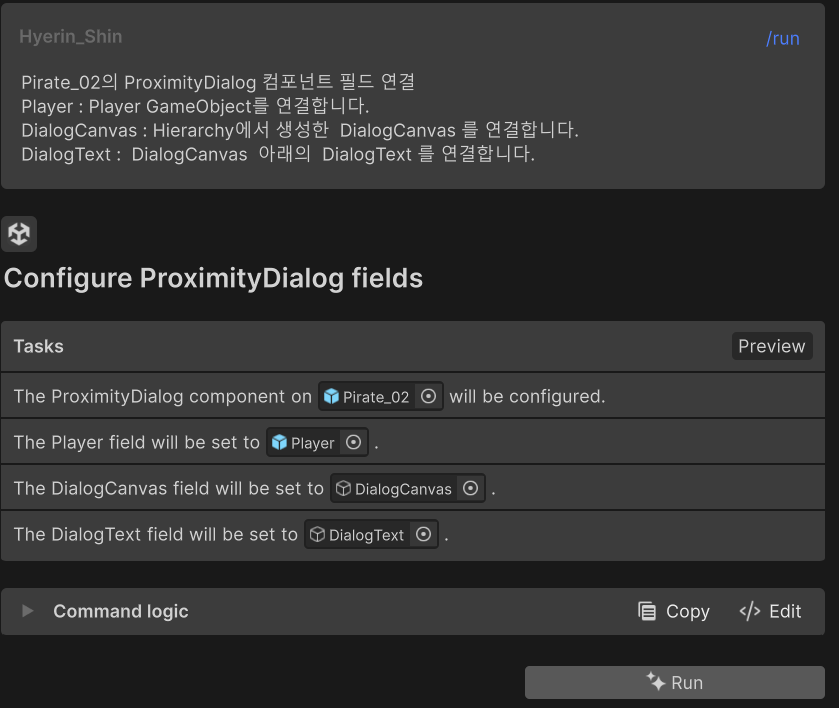 Hyerin_Shin
/run
Pirate_02의 ProximityDialog 컴포넌트 필드 연결
Player : Player GameObject를 연결합니다.
DialogCanvas : Hierarchy에서 생성한 DialogCanvas 를 연결합니다.
DialogText : DialogCanvas 아래의 DialogText 를 연결합니다.
Configure ProximityDialog fields
Tasks
Preview
The ProximityDialog component on Pirate_02 will be configured.
The Player field will be set to Player .
The DialogCanvas field will be set to DialogCanvas .
The DialogText field will be set to DialogText .
Command logic
Copy
</> Edit
Run